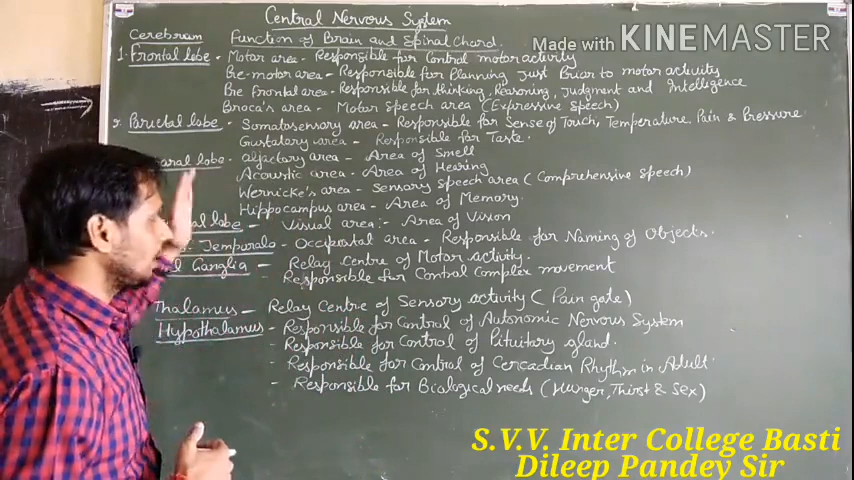 Central Nervous System
Cerebrum Function of Brain and Spinal Chord
Made with KINEMASTER
1. Frontal lobe - Motor area - Responsible for Control motor activity
Pre-motor area - Responsible for Planning Just Prior to motor activity
Pre Frontal area - Responsible for thinking, Reasoning, Judgment and Intelligence
Broca's area - Motor Speech area (Expressive Speech)
2. Parietal lobe - Somatosensory area - Responsible for Sense of Touch, Temperature, Pain & Pressure
Gustatory area - Responsible for Taste.
lobe - Olfactory area - Area of Smell
Acoustic area - Area of Hearing
Wernicke's area - Sensory Speech area (Comprehensive Speech)
Hippocampus area - Area of Memory.
lobe - Visual area :- Area of Vison
Temporalo - Occupetal area - Responsible for Naming of Objects.
Ganglia - Relay Centre of Motor activity.
- Responsible for Control Complex movement
Thalamus - Relay Centre of Sensory activity (Pain gate)
Hypothalamus - Responsible for Control of Autonomic Nervous System
- Responsible for Control of Pituitary gland.
- Responsible for Control of Cercadian Rhythm in Adult.
- Responsible for Biological needs (Hunger, Thirst & Sex)
S.V.V. Inter College Basti
Dileep Pandey Sir